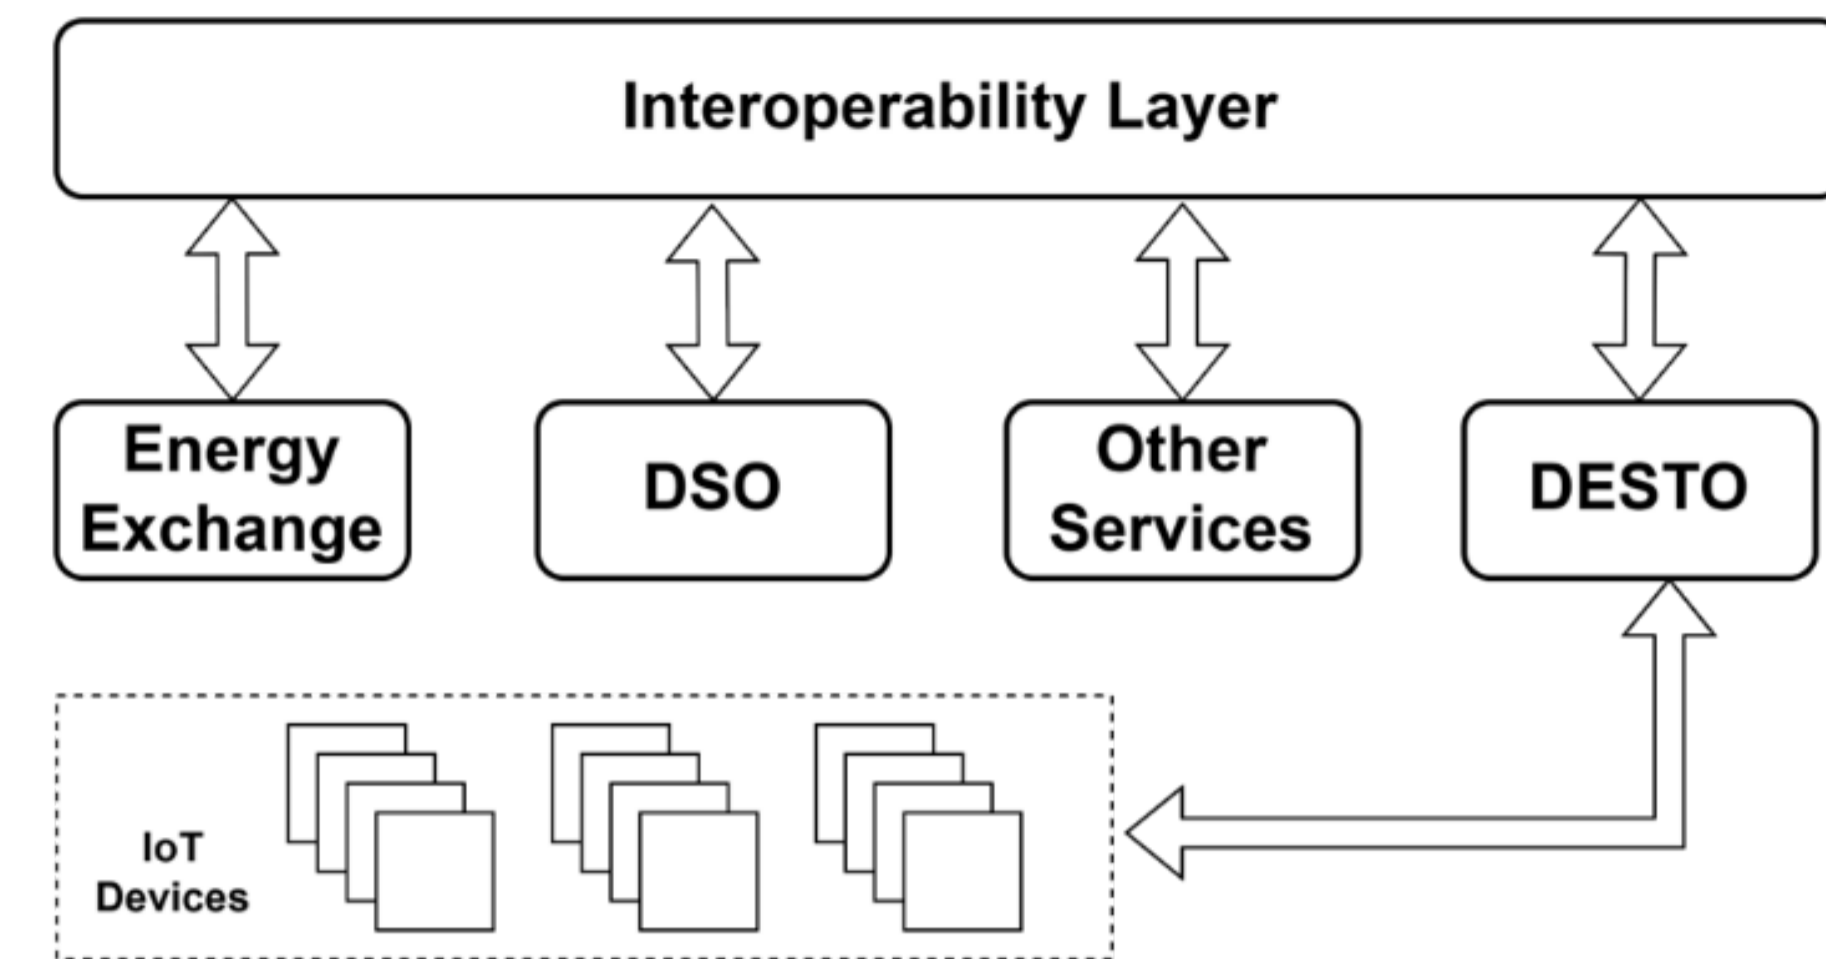 Interoperability Layer
Energy
Exchange
DSO
Other
Services
DESTO
IoT
Devices